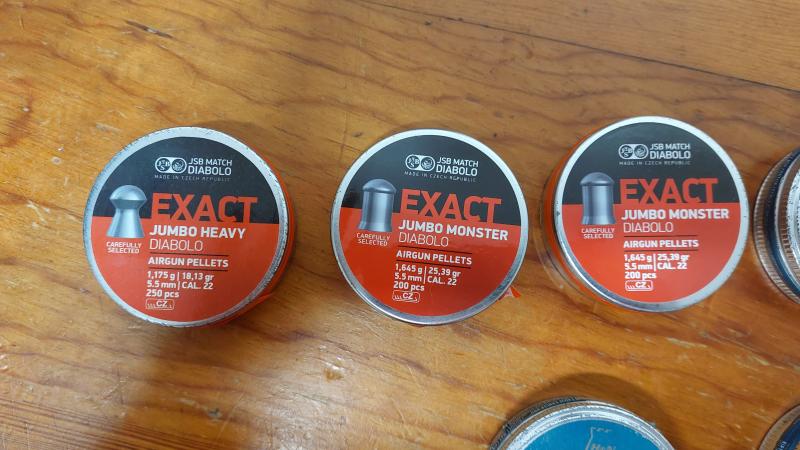 JSB MATCH
DIABOLO
MADE IN CZECH REPUBLIC
EXACT
JUMBO HEAVY
DIABOLO
CAREFULLY
SELECTED
AIRGUN PELLETS
1,175 g | 18,13 gr
5.5 mm | CAL. 22
250 pcs
CZ
JSB MATCH
DIABOLO
MADE IN CZECH REPUBLIC
EXACT
JUMBO MONSTER
DIABOLO
CAREFULLY
SELECTED
AIRGUN PELLETS
1,645 g | 25,39 gr
5.5 mm | CAL. 22
200 pcs
CZ
JSB MATCH
DIABOLO
MADE IN CZECH REPUBLIC
EXACT
JUMBO MONSTER
DIABOLO
CAREFULLY
SELECTED
AIRGUN PELLETS
1,645 g | 25,39 gr
5.5 mm | CAL. 22
200 pcs
CZ